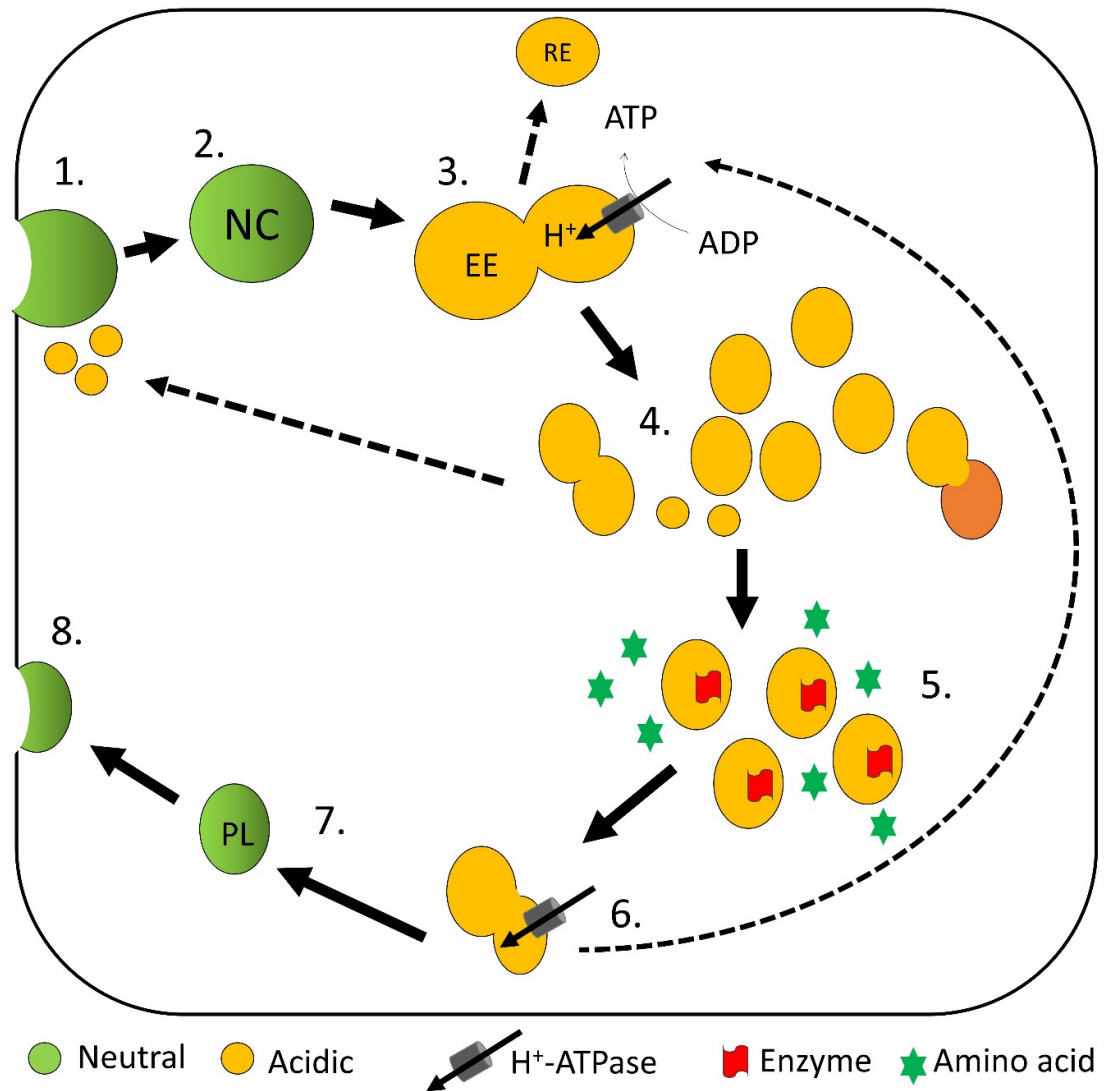 RE
ATP
2.
1.
3.
NC
H⁺
ADP
EE
4.
8.
5.
7.
PL
6.
Neutral
Acidic
H⁺-ATPase
Enzyme
Amino acid